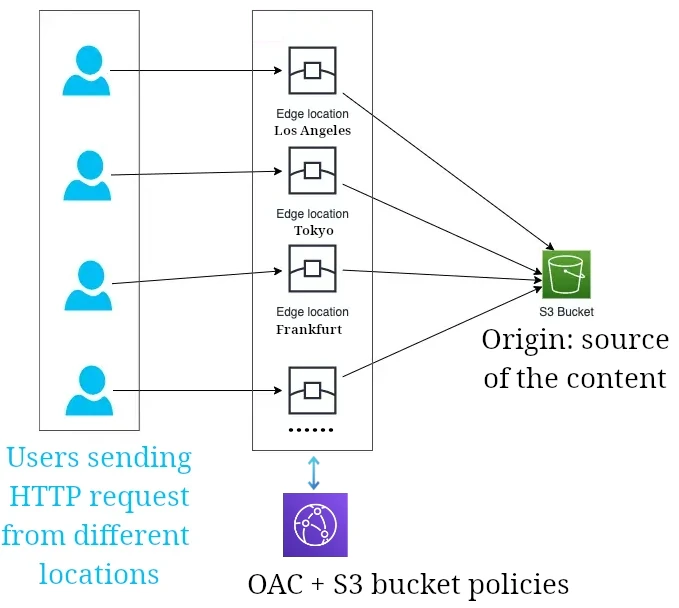 Edge location
Los Angeles
Edge location
Tokyo
Edge location
Frankfurt
......
S3 Bucket
Origin: source
of the content
Users sending
HTTP request
from different
locations
OAC + S3 bucket policies